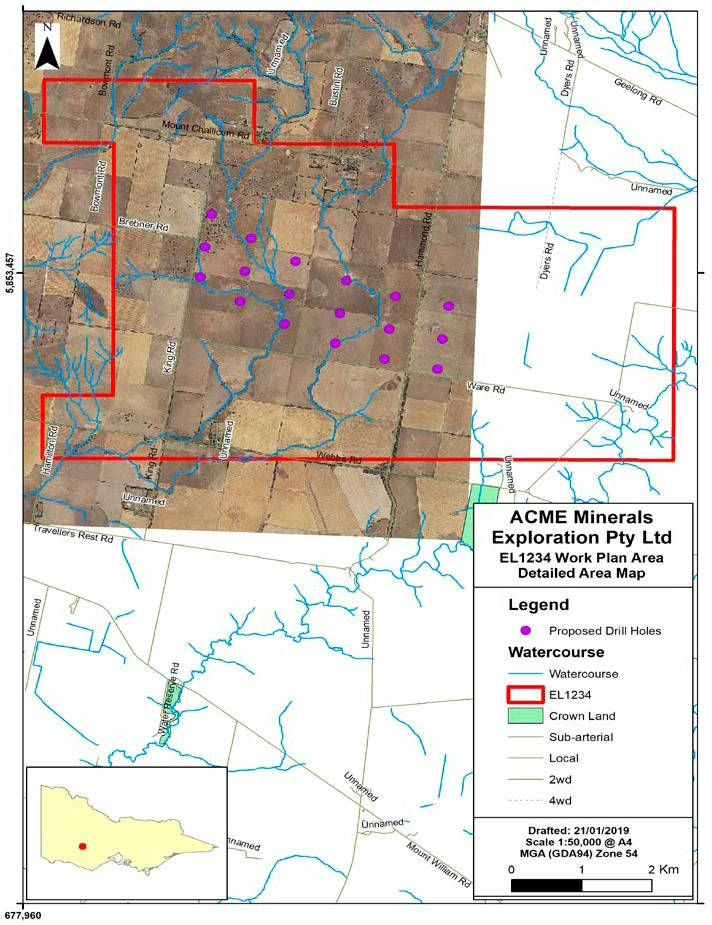 Richardson Rd
N
Bowmont Rd
Unnamed
Bustin Rd
Unnamed
Unnamed
Dyers Rd
Geelong Rd
Mount Challicum Rd
Bowmont Rd
Unnamed
Brebner Rd
Hammond Rd
Dyers Rd
5,853,457
King Rd
Ware Rd
Unnamed
Hamilton Rd
King Rd
Unnamed
Webbs Rd
Unnamed
Unnamed
Travellers Rest Rd
Unnamed
Unnamed
Water Reserve Rd
Unnamed
Unnamed
Unnamed
Mount William Rd
ACME Minerals
Exploration Pty Ltd
EL1234 Work Plan Area
Detailed Area Map
Legend
Proposed Drill Holes
Watercourse
Watercourse
EL1234
Crown Land
Sub-arterial
Local
2wd
4wd
Drafted: 21/01/2019
Scale 1:50,000 @ A4
MGA (GDA94) Zone 54
0 1 2 Km
677,960